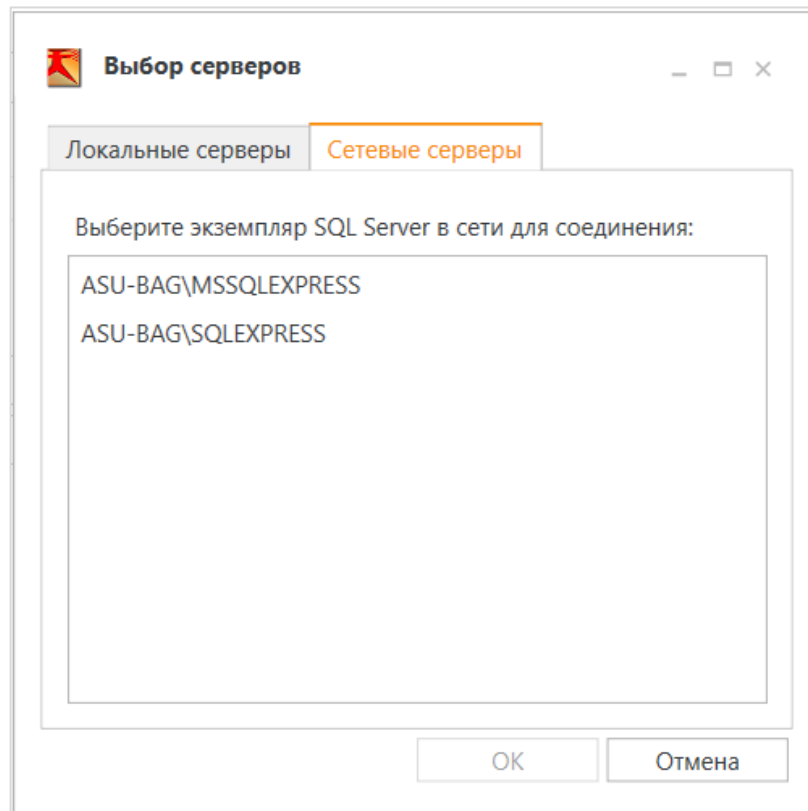 Выбор серверов
Локальные серверы
Сетевые серверы
Выберите экземпляр SQL Server в сети для соединения:
ASU-BAG\MSSQLEXPRESS
ASU-BAG\SQLEXPRESS
OK
Отмена